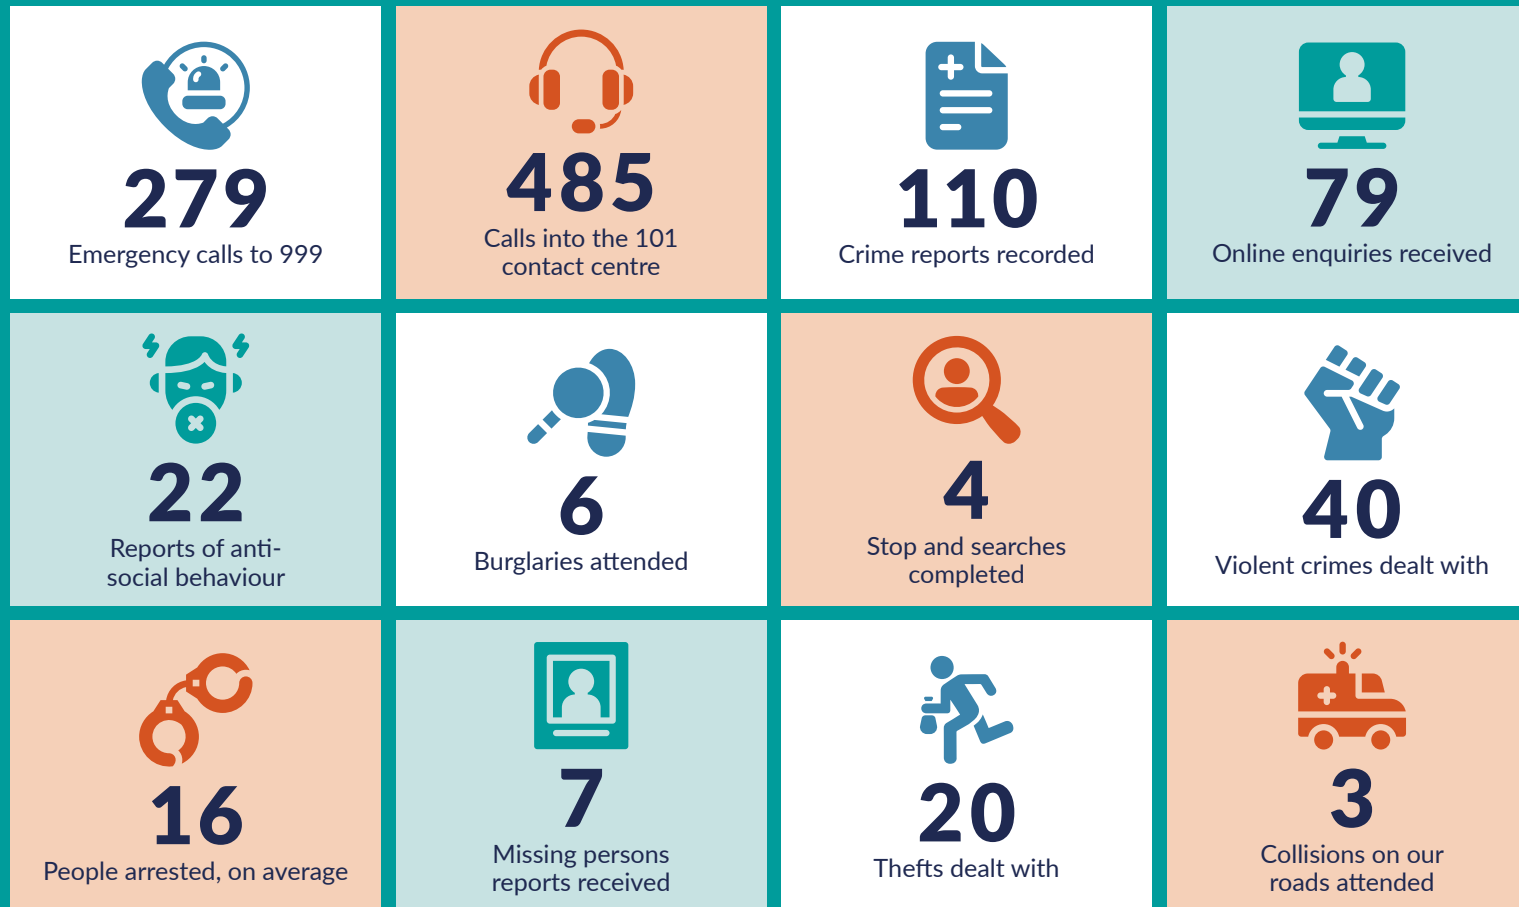 279
Emergency calls to 999
485
Calls into the 101
contact centre
110
Crime reports recorded
79
Online enquiries received
22
Reports of anti-
social behaviour
6
Burglaries attended
4
Stop and searches
completed
40
Violent crimes dealt with
16
People arrested, on average
7
Missing persons
reports received
20
Thefts dealt with
3
Collisions on our
roads attended